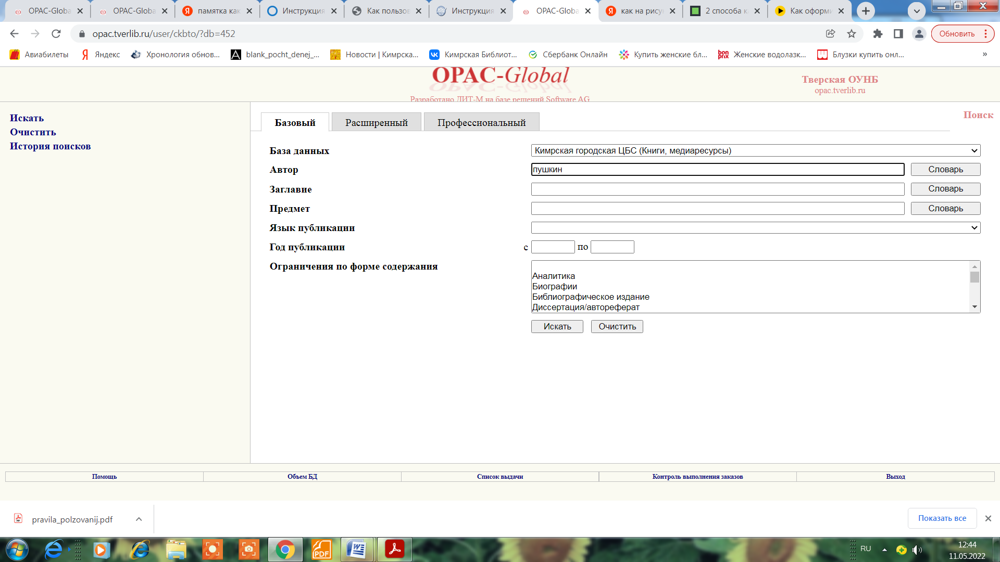 OPAC-Globa
OPAC-Globa
памятка как
Инструкция
Как пользов
Инструкция
OPAC-Globa
как на рису
2 способа к
Как оформи
opac.tverlib.ru/user/ckbto/?db=452
Обновить
Авиабилеты
Яндекс
Хронология обнов...
blank_pocht_denej_...
Новости | Кимрска...
Кимрская Библиот...
Сбербанк Онлайн
Купить женские бл...
Женские водолазк...
Блузки купить онл...
»
OPAC-Global
Разработано ДИТ-М на базе решений Software AG
Тверская ОУНБ
opac.tverlib.ru
Искать
Очистить
История поисков
Базовый
Расширенный
Профессиональный
Поиск
База данных
Кимрская городская ЦБС (Книги, медиаресурсы)
Автор
пушкин
Словарь
Заглавие
Словарь
Предмет
Словарь
Язык публикации
Год публикации
с
по
Ограничения по форме содержания
Аналитика
Биографии
Библиографическое издание
Диссертация/автореферат
Искать
Очистить
Помощь
Объем БД
Список выдачи
Контроль выполнения заказов
Выход
pravila_polzovanij.pdf
Показать все
RU
12:44
11.05.2022